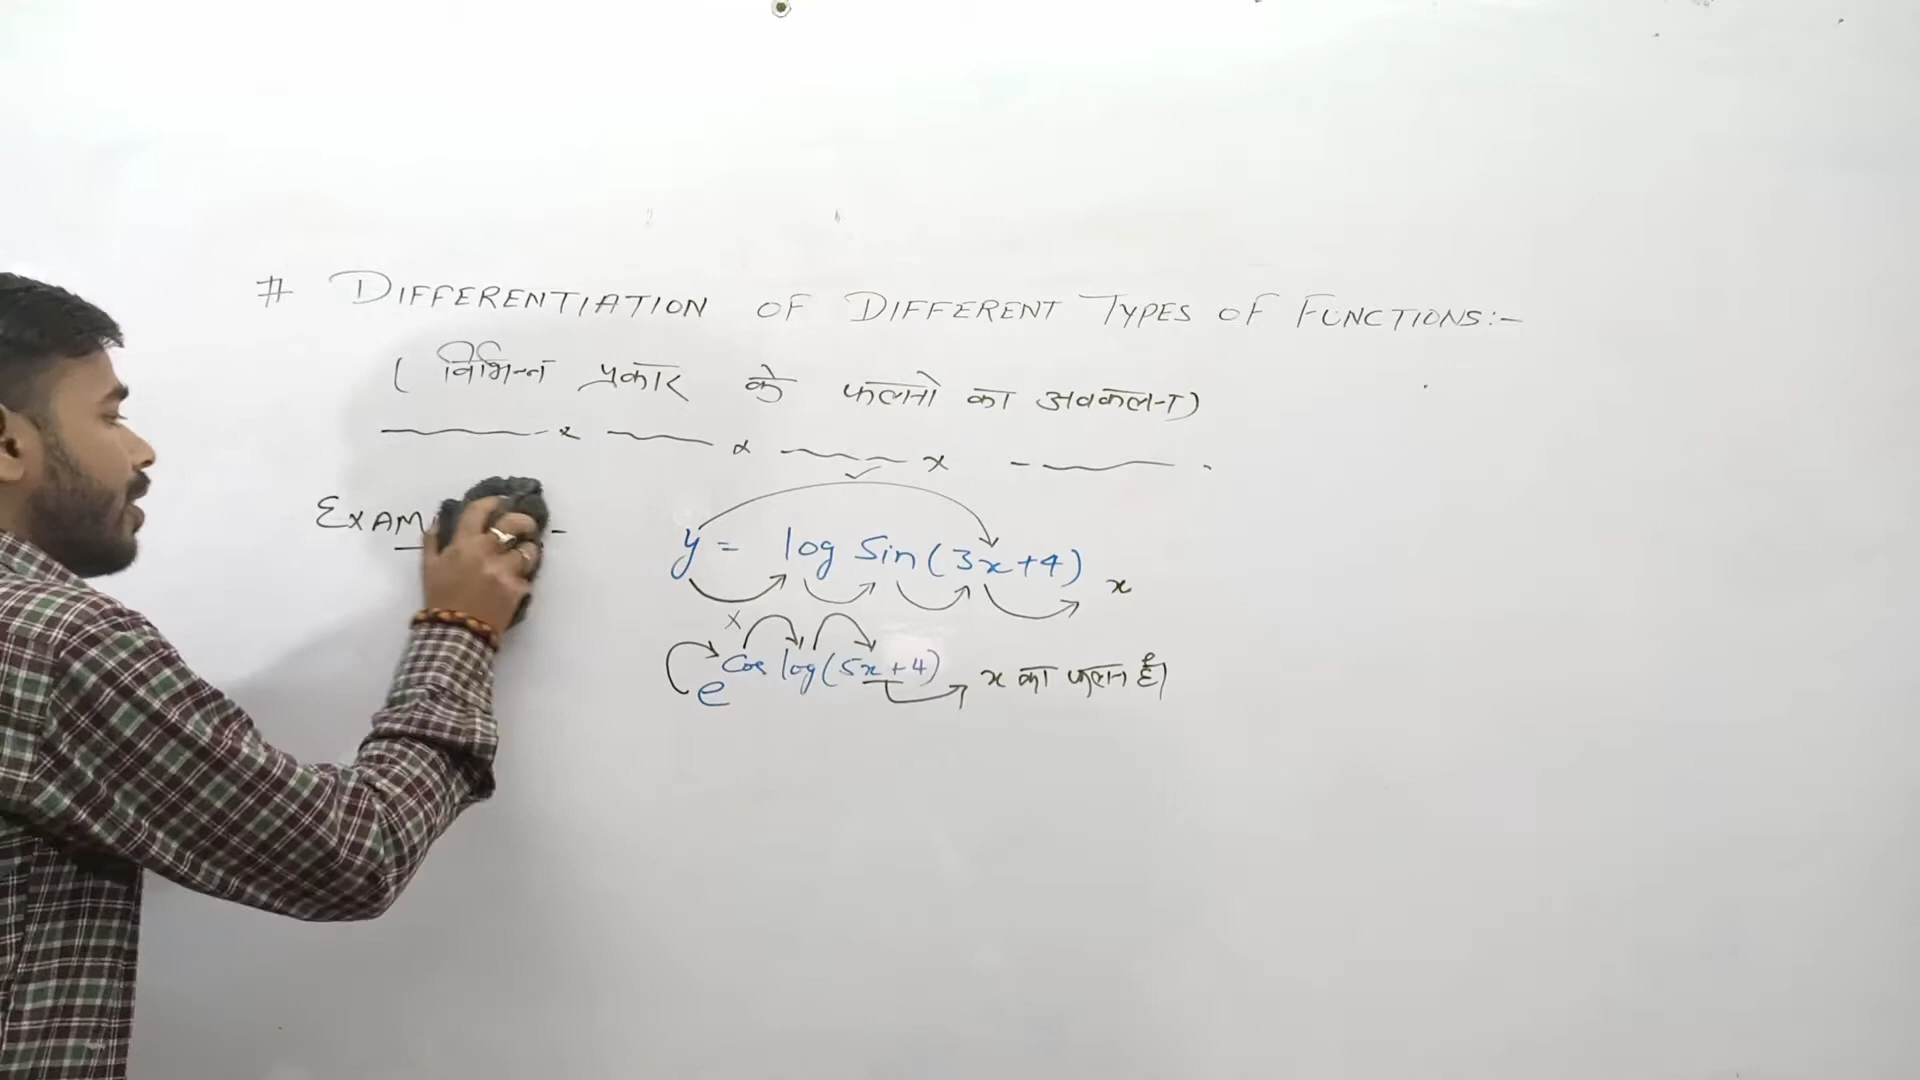 # DIFFERENTIATION OF DIFFERENT TYPES OF FUNCTIONS:-
( विभिन्न प्रकार के फलनो का अवकलन)
EXAM
y = log Sin(3x+4) x
e^Cos log(5x+4) x का फलन है।